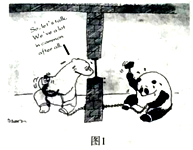 So, let's talk.
We've a lot
in common
after all!
图1